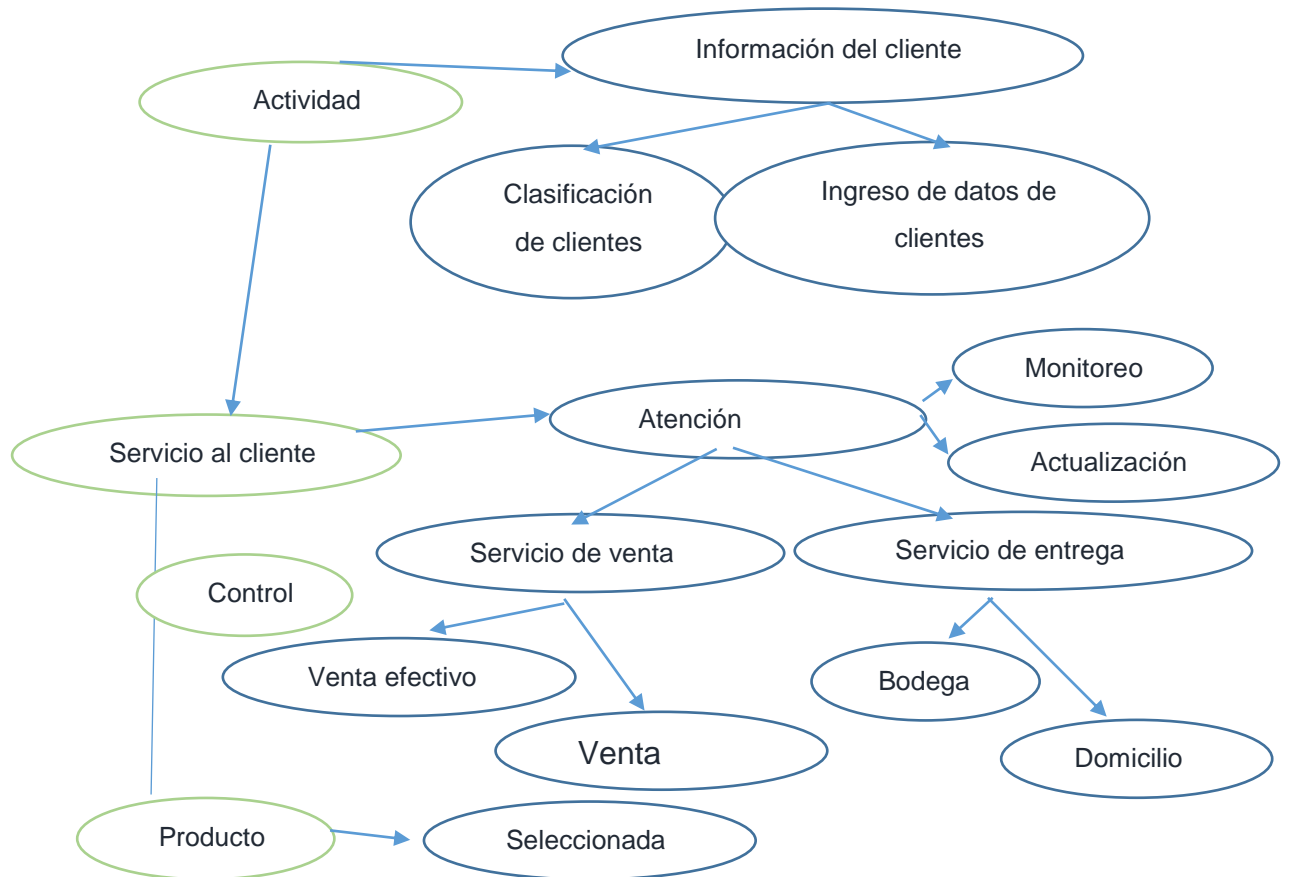 Información del cliente
Actividad
Clasificación
de clientes
Ingreso de datos de
clientes
Monitoreo
Atención
Servicio al cliente
Actualización
Servicio de venta
Servicio de entrega
Control
Venta efectivo
Bodega
Venta
Domicilio
Producto
Seleccionada